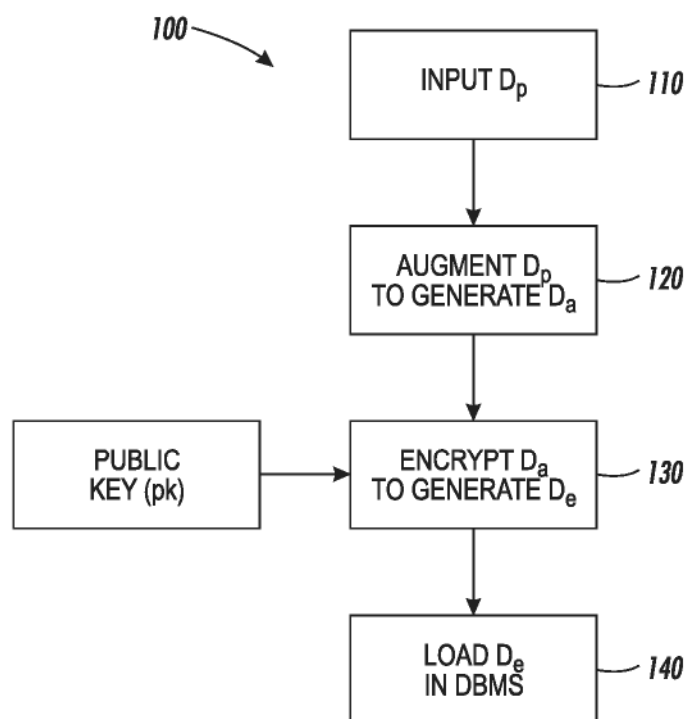 100
INPUT Dp
110
AUGMENT Dp
TO GENERATE Da
120
PUBLIC
KEY (pk)
ENCRYPT Da
TO GENERATE De
130
LOAD De
IN DBMS
140